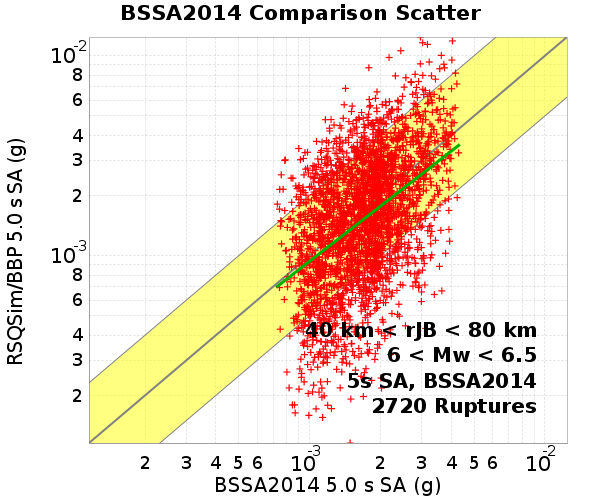 BSSA2014 Comparison Scatter
RSQSim/BBP 5.0 s SA (g)
10-2
8
6
4
3
2
10-3
8
6
4
3
2
40 km < rJB < 80 km
6 < Mw < 6.5
5s SA, BSSA2014
2720 Ruptures
2 3 4 5 6 10-3 2 3 4 5 6 10-2
BSSA2014 5.0 s SA (g)